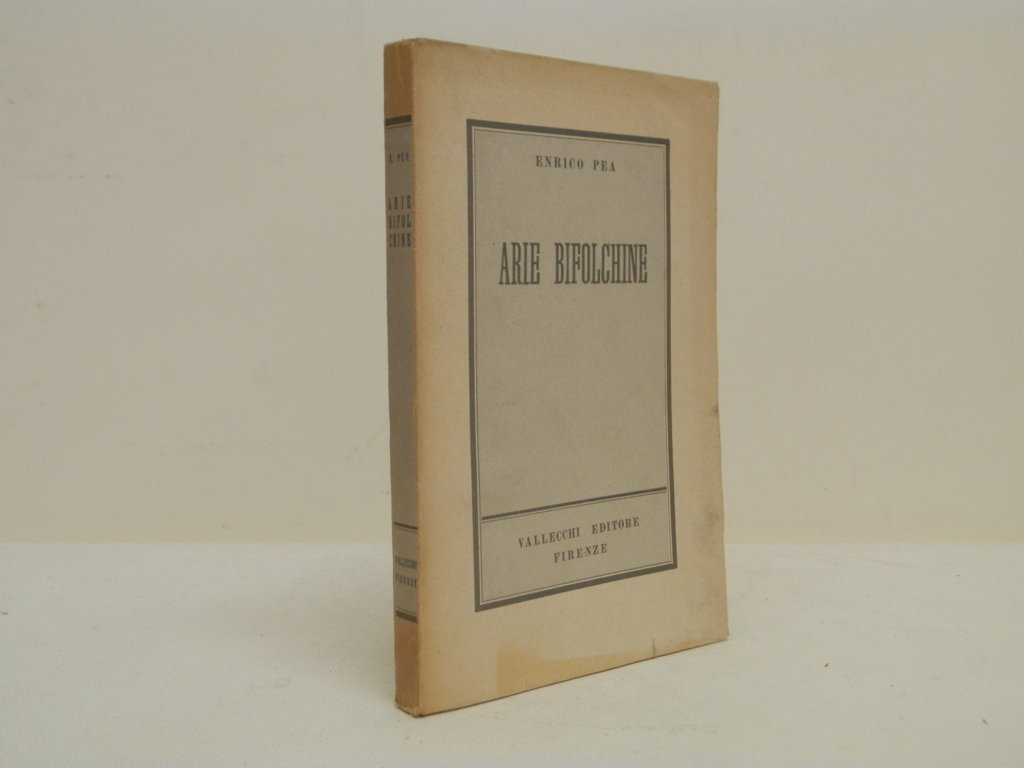 E. PEA
ARIE
BIFOL
CHINE
VALLECCHI
FIRENZE
ENRICO PEA
ARIE BIFOLCHINE
VALLECCHI EDITORE
FIRENZE